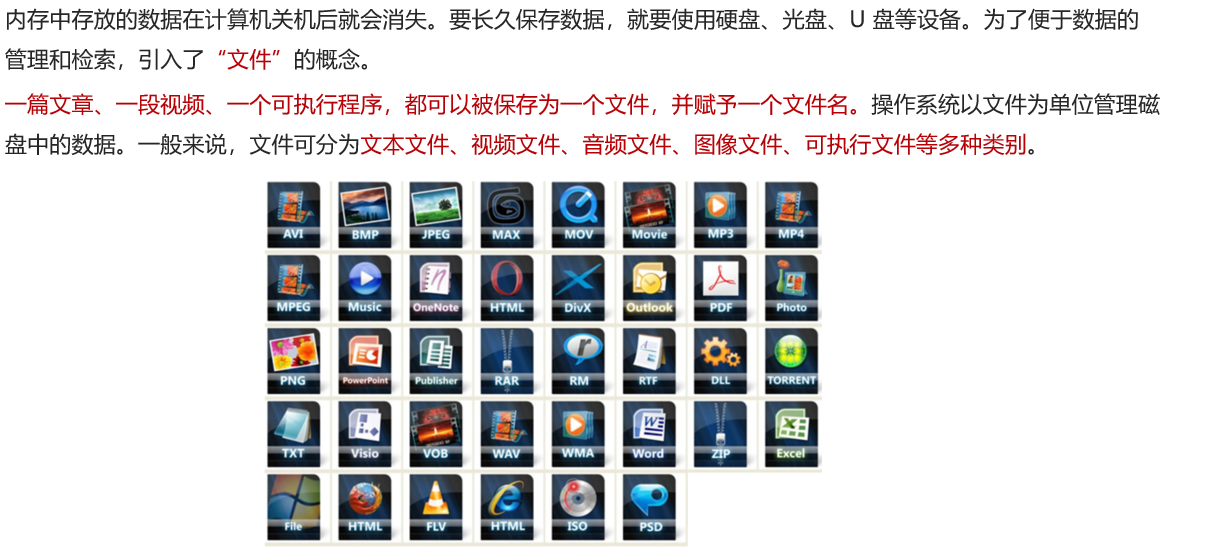 内存中存放的数据在计算机关机后就会消失。要长久保存数据，就要使用硬盘、光盘、U 盘等设备。为了便于数据的
管理和检索，引入了“文件”的概念。
一篇文章、一段视频、一个可执行程序，都可以被保存为一个文件，并赋予一个文件名。操作系统以文件为单位管理磁
盘中的数据。一般来说，文件可分为文本文件、视频文件、音频文件、图像文件、可执行文件等多种类别。
AVI BMP JPEG MAX MOV Movie MP3 MP4
MPEG Music OneNote HTML DivX Outlook PDF Photo
PNG PowerPoint Publisher RAR RM RTF DLL TORRENT
TXT Visio VOB WAV WMA Word ZIP Excel
File HTML FLV HTML ISO PSD